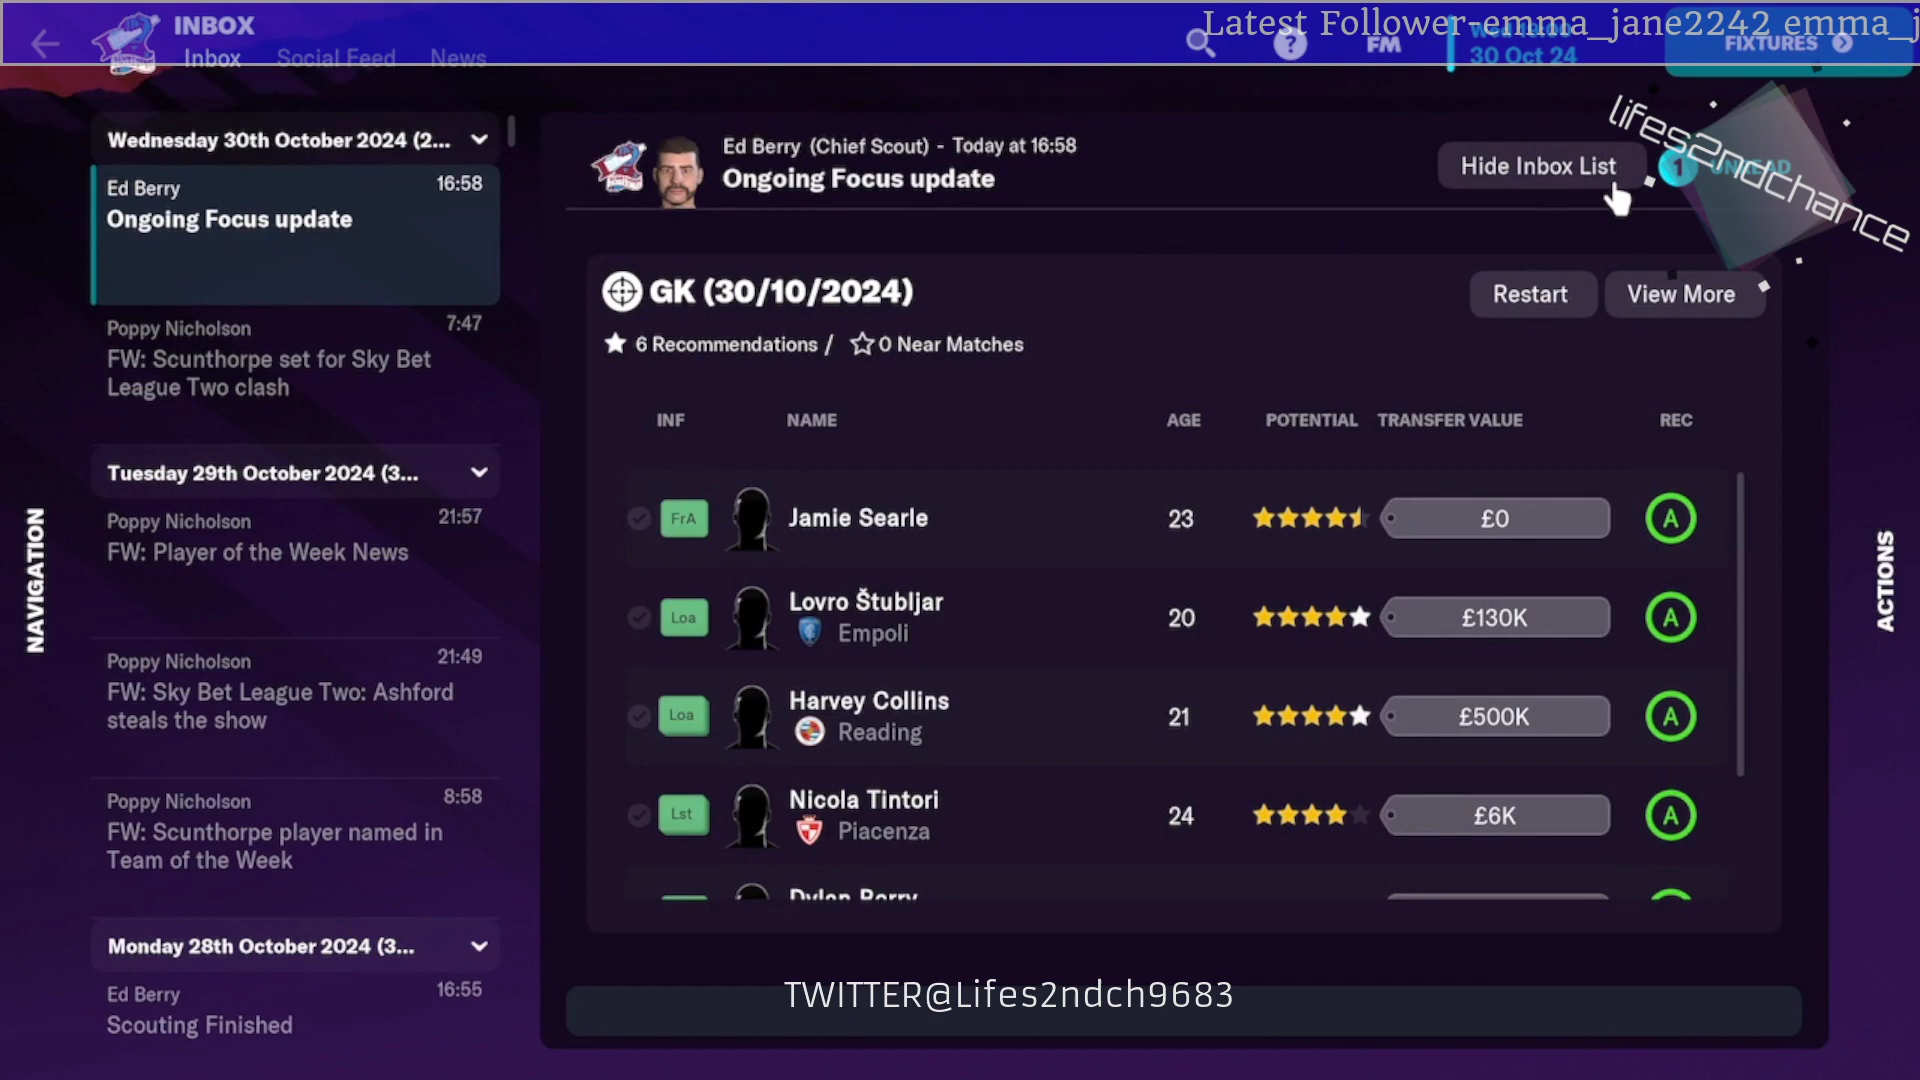 INBOX
Inbox Social Feed News
Latest Follower-emma_jane2242 emma_j
? FM
30 Oct 24
FIXTURES
lifes2ndchance
Wednesday 30th October 2024 (2...
Ed Berry 16:58
Ongoing Focus update
Poppy Nicholson 7:47
FW: Scunthorpe set for Sky Bet
League Two clash
Tuesday 29th October 2024 (3...
Poppy Nicholson 21:57
FW: Player of the Week News
Poppy Nicholson 21:49
FW: Sky Bet League Two: Ashford
steals the show
Poppy Nicholson 8:58
FW: Scunthorpe player named in
Team of the Week
Monday 28th October 2024 (3...
Ed Berry 16:55
Scouting Finished
NAVIGATION
Ed Berry (Chief Scout) - Today at 16:58
Ongoing Focus update
Hide Inbox List
1 UNREAD
GK (30/10/2024)
Restart View More
6 Recommendations / 0 Near Matches
INF NAME AGE POTENTIAL TRANSFER VALUE REC
FrA Jamie Searle 23 £0 A
Loa Lovro Štubljar 20 £130K A
Empoli
Loa Harvey Collins 21 £500K A
Reading
Lst Nicola Tintori 24 £6K A
Piacenza
ACTIONS
TWITTER@Lifes2ndch9683